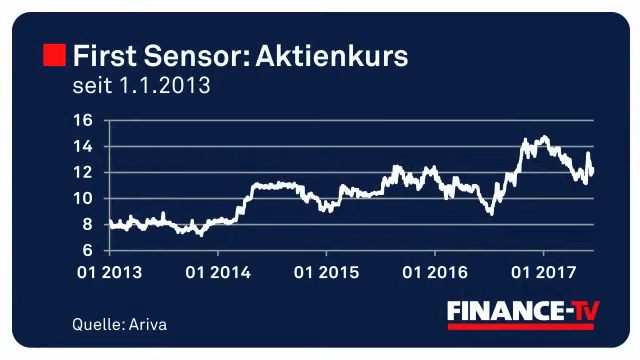 First Sensor: Aktienkurs
seit 1.1.2013
16
14
12
10
8
6
01 2013 01 2014 01 2015 01 2016 01 2017
FINANCE-TV
Quelle: Ariva